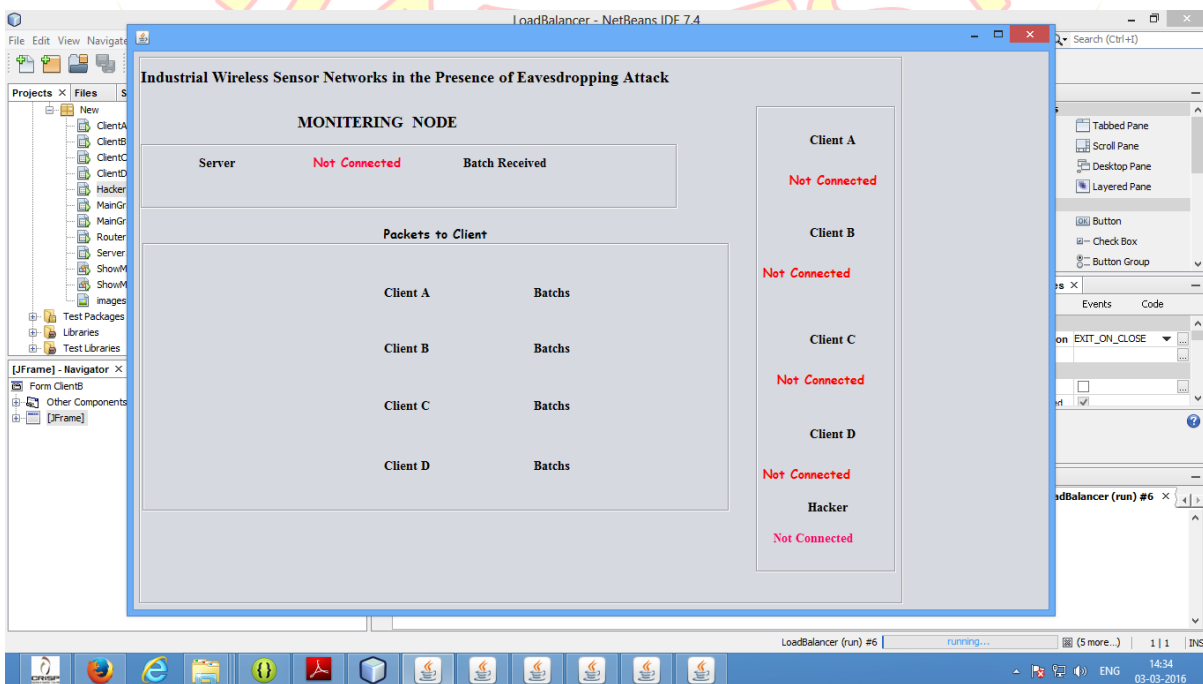 LoadBalancer - NetBeans IDE 7.4
File Edit View Navigate
Search (Ctrl+I)
Projects × Files S
New
ClientA
ClientB
ClientC
ClientD
Hacker
MainGr
MainGr
Router
Server
ShowM
ShowM
images
Test Packages
Libraries
Test Libraries
[JFrame] - Navigator ×
Form ClientB
Other Components
[JFrame]
Industrial Wireless Sensor Networks in the Presence of Eavesdropping Attack
MONITERING NODE
Server Not Connected Batch Received
Packets to Client
Client A Batchs
Client B Batchs
Client C Batchs
Client D Batchs
Client A
Not Connected
Client B
Not Connected
Client C
Not Connected
Client D
Not Connected
Hacker
Not Connected
Tabbed Pane
Scroll Pane
Desktop Pane
Layered Pane
OK Button
Check Box
Button Group
es ×
Events Code
on EXIT_ON_CLOSE
ed
adBalancer (run) #6 ×
LoadBalancer (run) #6 running... (5 more...) 1 | 1 INS
CRISP
ENG 14:34
03-03-2016